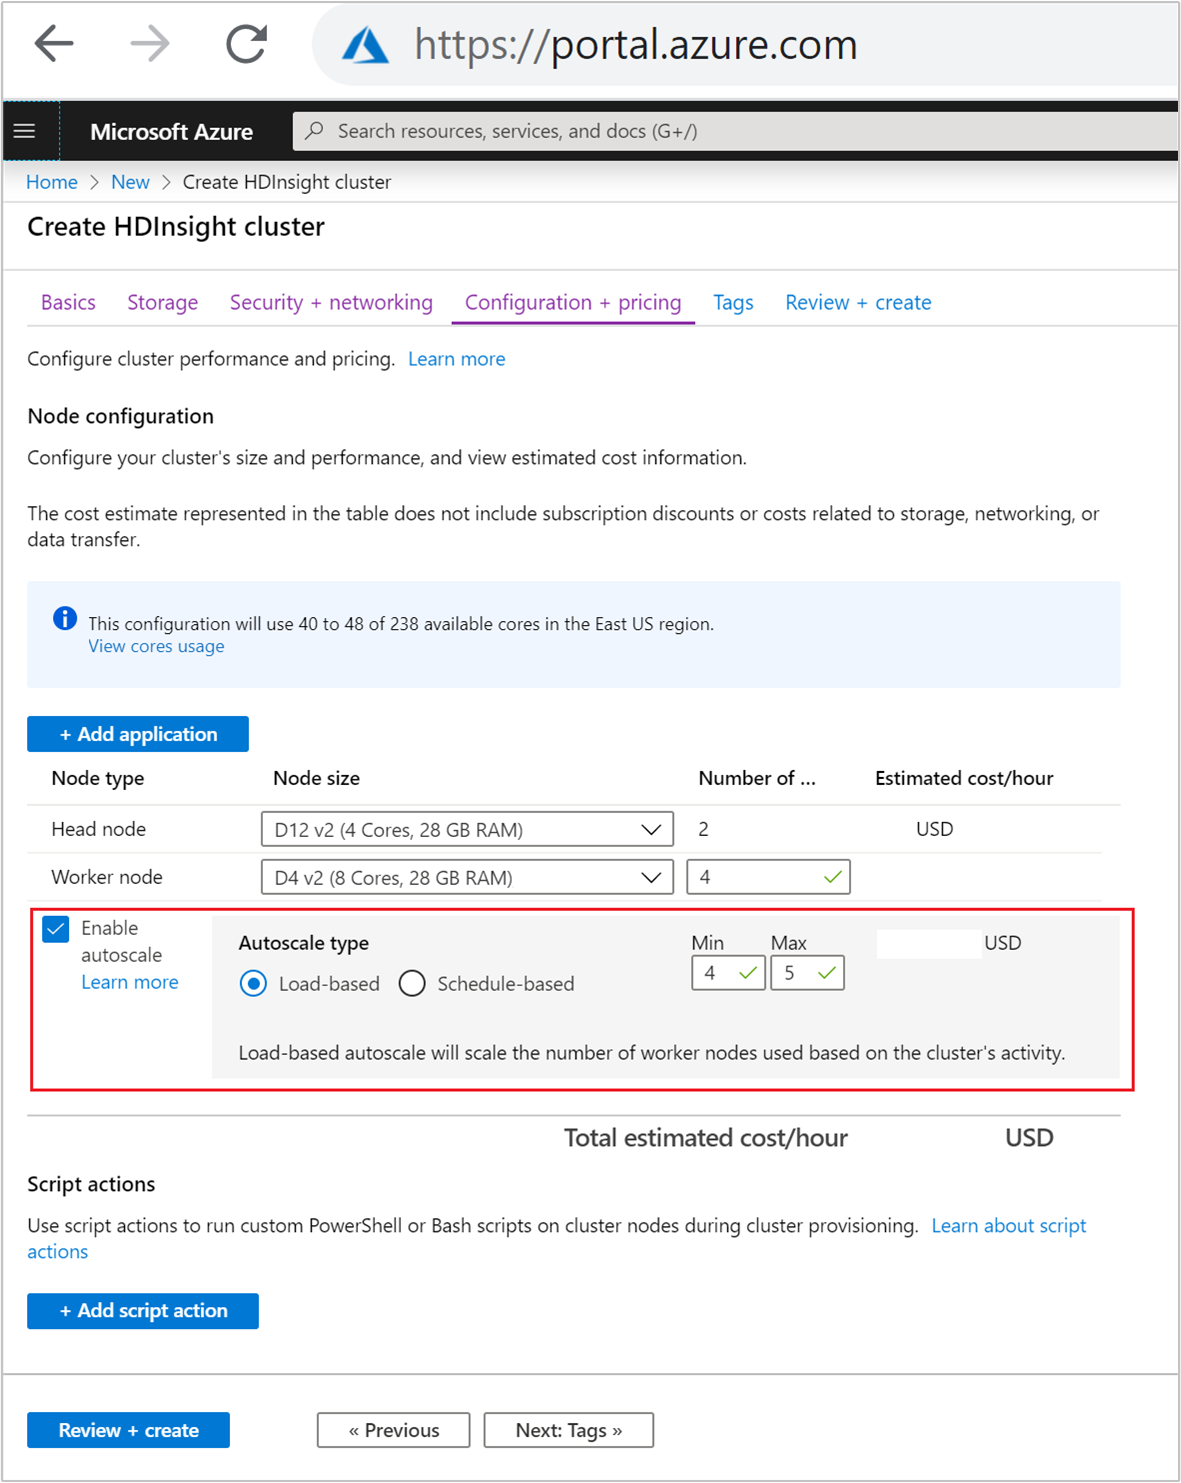 https://portal.azure.com
Microsoft Azure
Search resources, services, and docs (G+/)
Home > New > Create HDInsight cluster
Create HDInsight cluster
Basics Storage Security + networking Configuration + pricing Tags Review + create
Configure cluster performance and pricing. Learn more
Node configuration
Configure your cluster's size and performance, and view estimated cost information.
The cost estimate represented in the table does not include subscription discounts or costs related to storage, networking, or
data transfer.
This configuration will use 40 to 48 of 238 available cores in the East US region.
View cores usage
+ Add application
Node type Node size Number of ... Estimated cost/hour
Head node D12 v2 (4 Cores, 28 GB RAM) 2 USD
Worker node D4 v2 (8 Cores, 28 GB RAM) 4
Enable
autoscale
Learn more
Autoscale type
Load-based Schedule-based
Min Max
4 5
USD
Load-based autoscale will scale the number of worker nodes used based on the cluster's activity.
Total estimated cost/hour USD
Script actions
Use script actions to run custom PowerShell or Bash scripts on cluster nodes during cluster provisioning. Learn about script
actions
+ Add script action
Review + create « Previous Next: Tags »